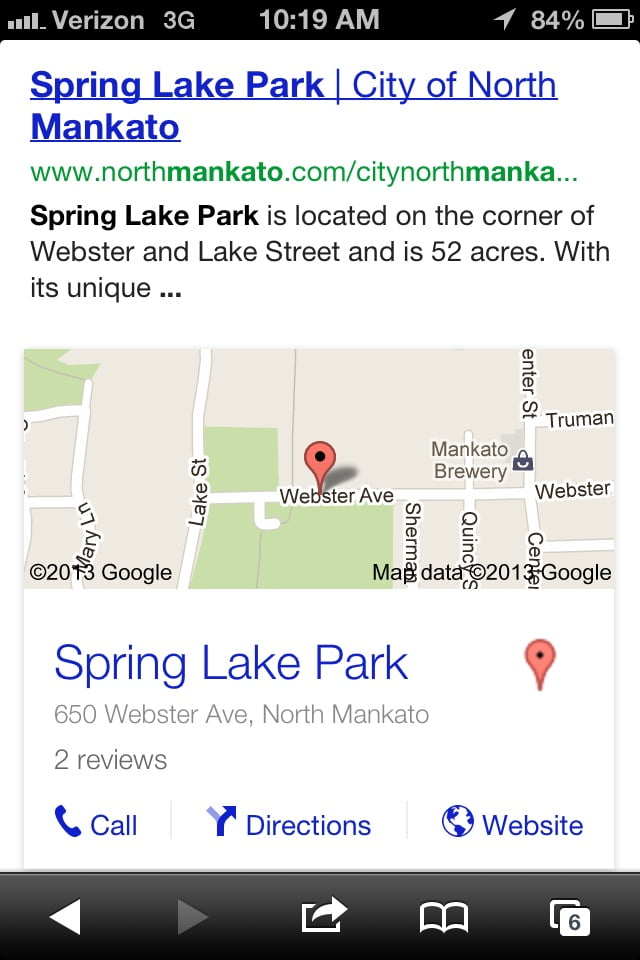 Verizon 3G 10:19 AM 84%
Spring Lake Park | City of North
Mankato
www.northmankato.com/citynorthmanka...
Spring Lake Park is located on the corner of
Webster and Lake Street and is 52 acres. With
its unique ...
enter St
Truman
Mankato
Brewery
Lake St
Webster Ave
Webster
Mary Ln
Sherman
Quincy S
Center
©2013 Google
Map data ©2013 Google
Spring Lake Park
650 Webster Ave, North Mankato
2 reviews
Call Directions Website
6